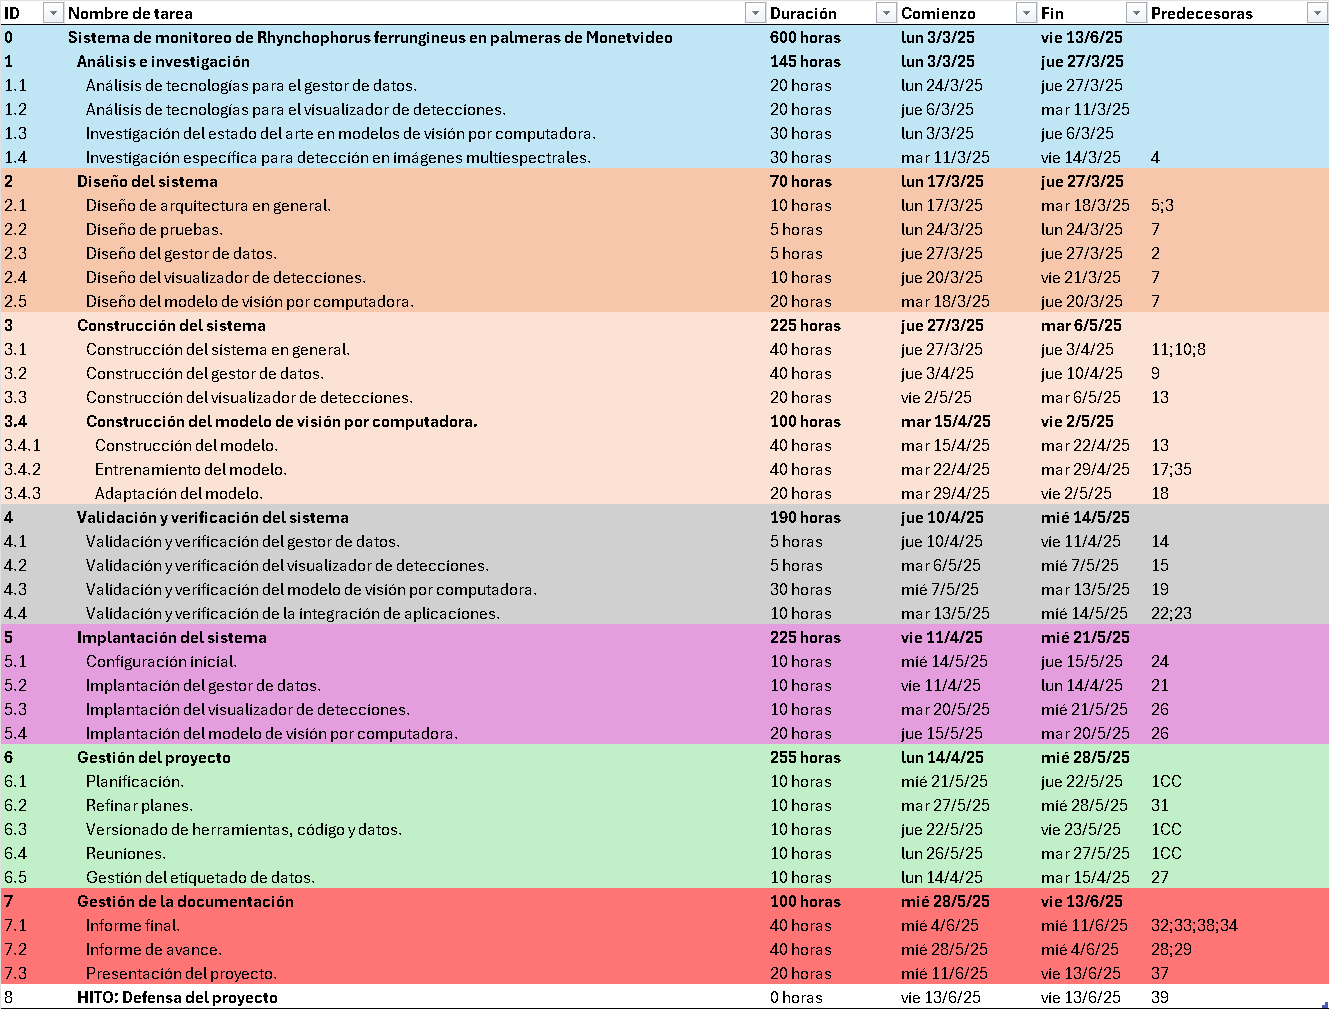 ID Nombre de tarea Duración Comienzo Fin Predecesoras
0 Sistema de monitoreo de Rhynchophorus ferrungineus en palmeras de Monetvideo 600 horas lun 3/3/25 vie 13/6/25
1 Análisis e investigación 145 horas lun 3/3/25 jue 27/3/25
1.1 Análisis de tecnologías para el gestor de datos. 20 horas lun 24/3/25 jue 27/3/25
1.2 Análisis de tecnologías para el visualizador de detecciones. 20 horas jue 6/3/25 mar 11/3/25
1.3 Investigación del estado del arte en modelos de visión por computadora. 30 horas lun 3/3/25 jue 6/3/25
1.4 Investigación específica para detección en imágenes multiespectrales. 30 horas mar 11/3/25 vie 14/3/25 4
2 Diseño del sistema 70 horas lun 17/3/25 jue 27/3/25
2.1 Diseño de arquitectura en general. 10 horas lun 17/3/25 mar 18/3/25 5;3
2.2 Diseño de pruebas. 5 horas lun 24/3/25 lun 24/3/25 7
2.3 Diseño del gestor de datos. 5 horas jue 27/3/25 jue 27/3/25 2
2.4 Diseño del visualizador de detecciones. 10 horas jue 20/3/25 vie 21/3/25 7
2.5 Diseño del modelo de visión por computadora. 20 horas mar 18/3/25 jue 20/3/25 7
3 Construcción del sistema 225 horas jue 27/3/25 mar 6/5/25
3.1 Construcción del sistema en general. 40 horas jue 27/3/25 jue 3/4/25 11;10;8
3.2 Construcción del gestor de datos. 40 horas jue 3/4/25 jue 10/4/25 9
3.3 Construcción del visualizador de detecciones. 20 horas vie 2/5/25 mar 6/5/25 13
3.4 Construcción del modelo de visión por computadora. 100 horas mar 15/4/25 vie 2/5/25
3.4.1 Construcción del modelo. 40 horas mar 15/4/25 mar 22/4/25 13
3.4.2 Entrenamiento del modelo. 40 horas mar 22/4/25 mar 29/4/25 17;35
3.4.3 Adaptación del modelo. 20 horas mar 29/4/25 vie 2/5/25 18
4 Validación y verificación del sistema 190 horas jue 10/4/25 mié 14/5/25
4.1 Validación y verificación del gestor de datos. 5 horas jue 10/4/25 vie 11/4/25 14
4.2 Validación y verificación del visualizador de detecciones. 5 horas mar 6/5/25 mié 7/5/25 15
4.3 Validación y verificación del modelo de visión por computadora. 30 horas mié 7/5/25 mar 13/5/25 19
4.4 Validación y verificación de la integración de aplicaciones. 10 horas mar 13/5/25 mié 14/5/25 22;23
5 Implantación del sistema 225 horas vie 11/4/25 mié 21/5/25
5.1 Configuración inicial. 10 horas mié 14/5/25 jue 15/5/25 24
5.2 Implantación del gestor de datos. 10 horas vie 11/4/25 lun 14/4/25 21
5.3 Implantación del visualizador de detecciones. 10 horas mar 20/5/25 mié 21/5/25 26
5.4 Implantación del modelo de visión por computadora. 20 horas jue 15/5/25 mar 20/5/25 26
6 Gestión del proyecto 255 horas lun 14/4/25 mié 28/5/25
6.1 Planificación. 10 horas mié 21/5/25 jue 22/5/25 1CC
6.2 Refinar planes. 10 horas mar 27/5/25 mié 28/5/25 31
6.3 Versionado de herramientas, código y datos. 10 horas jue 22/5/25 vie 23/5/25 1CC
6.4 Reuniones. 10 horas lun 26/5/25 mar 27/5/25 1CC
6.5 Gestión del etiquetado de datos. 10 horas lun 14/4/25 mar 15/4/25 27
7 Gestión de la documentación 100 horas mié 28/5/25 vie 13/6/25
7.1 Informe final. 40 horas mié 4/6/25 mié 11/6/25 32;33;38;34
7.2 Informe de avance. 40 horas mié 28/5/25 mié 4/6/25 28;29
7.3 Presentación del proyecto. 20 horas mié 11/6/25 vie 13/6/25 37
8 HITO: Defensa del proyecto 0 horas vie 13/6/25 vie 13/6/25 39